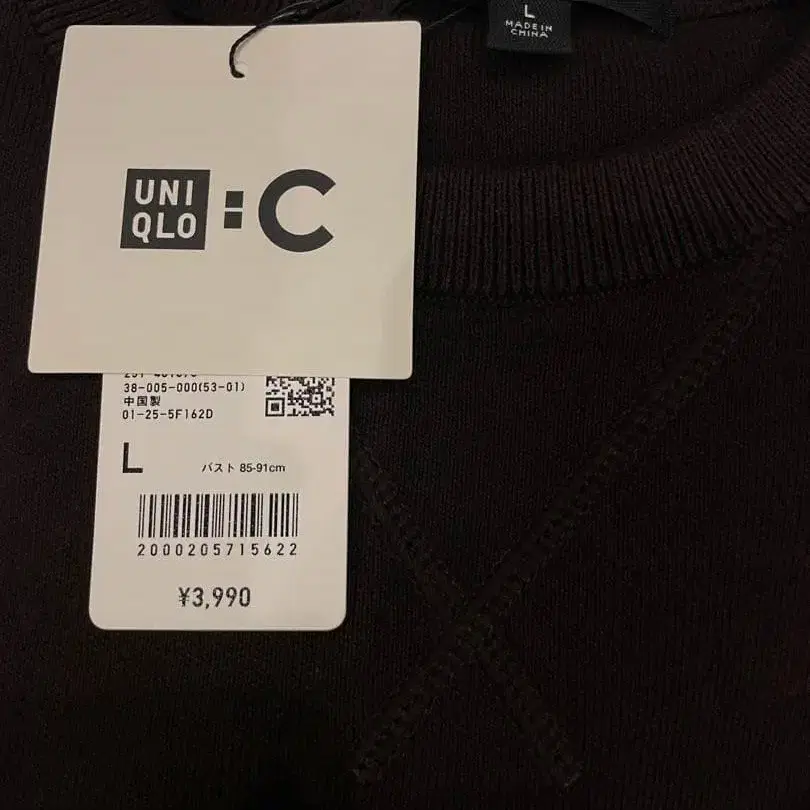 L
MADE IN
CHINA
UNI
QLO
:C
38-005-000(53-01)
中国製
01-25-5F162D
L
バスト 85-91cm
2000205715622
¥3,990